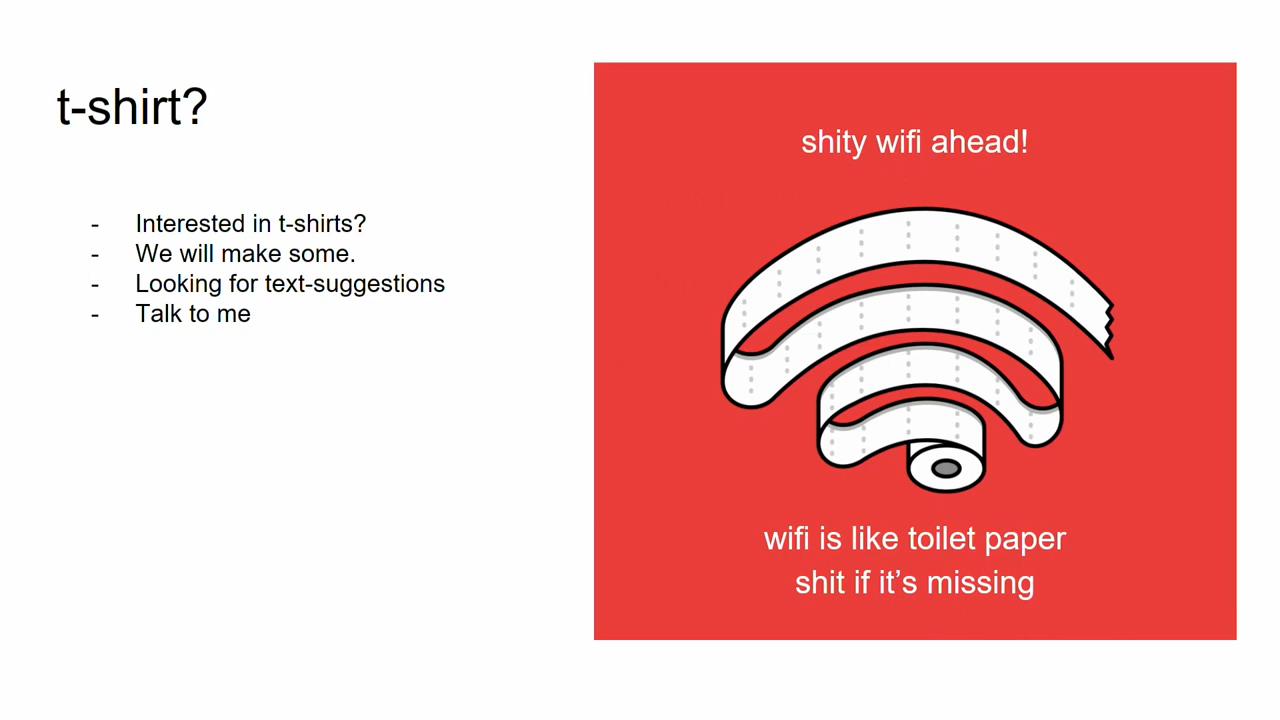 t-shirt?
- Interested in t-shirts?
- We will make some.
- Looking for text-suggestions
- Talk to me
shity wifi ahead!
wifi is like toilet paper
shit if it’s missing